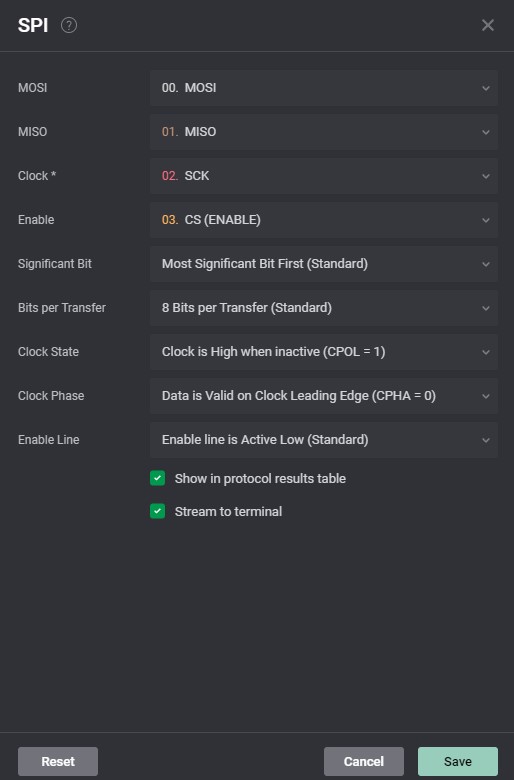 SPI ?
MOSI 00. MOSI
MISO 01. MISO
Clock * 02. SCK
Enable 03. CS (ENABLE)
Significant Bit Most Significant Bit First (Standard)
Bits per Transfer 8 Bits per Transfer (Standard)
Clock State Clock is High when inactive (CPOL = 1)
Clock Phase Data is Valid on Clock Leading Edge (CPHA = 0)
Enable Line Enable line is Active Low (Standard)
Show in protocol results table
Stream to terminal
Reset Cancel Save